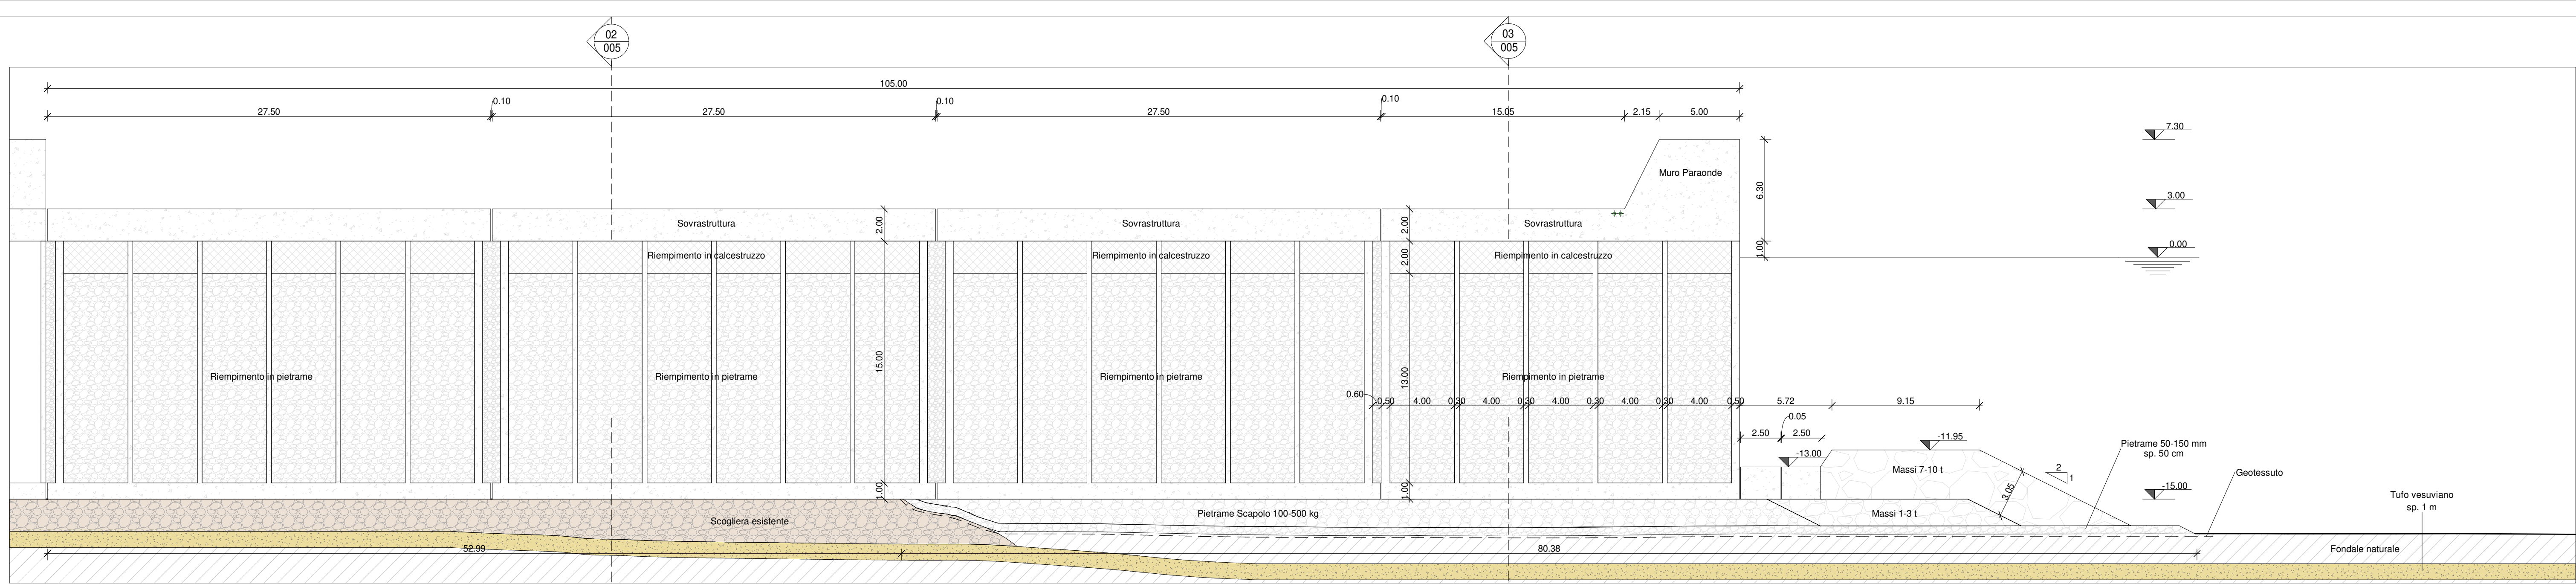 02
005
03
005
105.00
27.50
0.10
27.50
0.10
27.50
0.10
15.05
2.15
5.00
7.30
3.00
0.00
Muro Paraonde
6.30
1.00
Sovrastruttura
Sovrastruttura
Sovrastruttura
2.00
2.00
Riempimento in calcestruzzo
Riempimento in calcestruzzo
Riempimento in calcestruzzo
2.00
Riempimento in pietrame
Riempimento in pietrame
Riempimento in pietrame
Riempimento in pietrame
15.00
13.00
0.60
0.50
4.00
0.30
4.00
0.30
4.00
0.30
4.00
0.30
4.00
0.50
5.72
9.15
0.05
2.50
2.50
-11.95
-13.00
-15.00
Massi 7-10 t
3.05
2
1
Pietrame 50-150 mm
sp. 50 cm
Geotessuto
Tufo vesuviano
sp. 1 m
1.00
1.00
Scogliera esistente
Pietrame Scapolo 100-500 kg
Massi 1-3 t
52.99
80.38
Fondale naturale